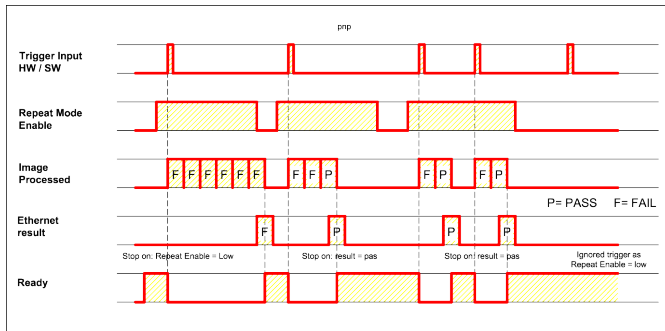 pnp
Trigger Input
HW / SW
Repeat Mode
Enable
Image
Processed
F F F F F F F F P F P F P
P= PASS F= FAIL
Ethernet
result
F P P P
Stop on: Repeat Enable = Low
Stop on: result = pas
Stop on: result = pas
Ignored trigger as
Repeat Enable = low
Ready